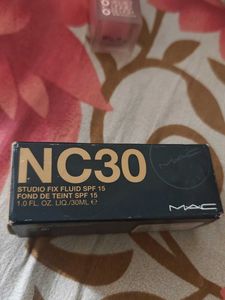 NC30
STUDIO FIX FLUID SPF 15
FOND DE TEINT SPF 15
1.0 FL. OZ. LIQ./30ML ℮
MAC